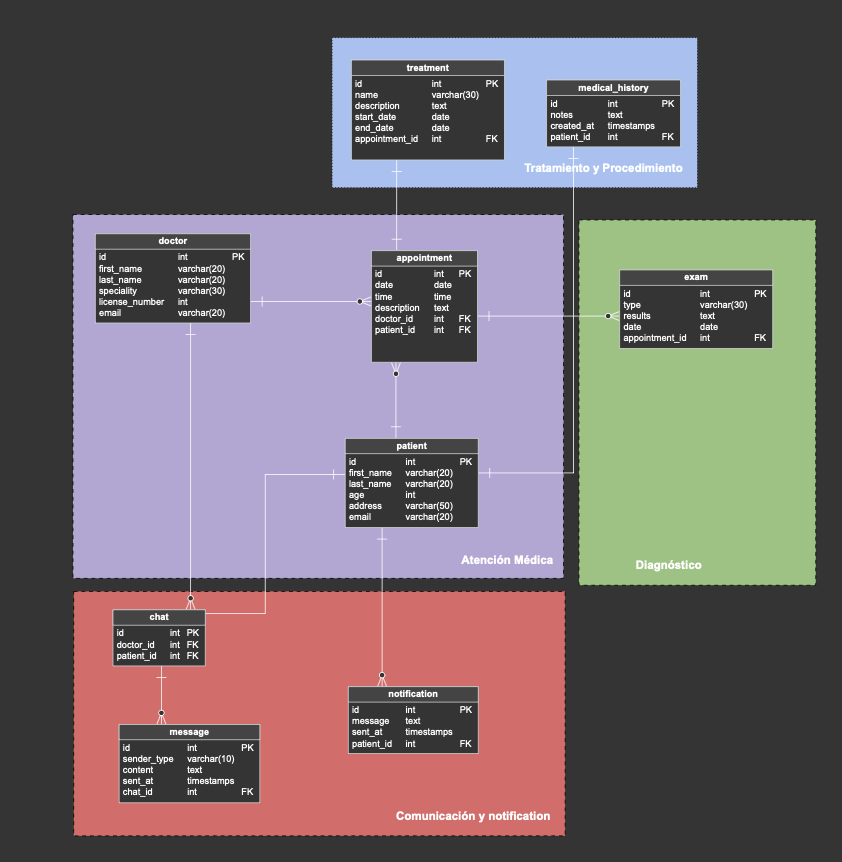 treatment
id int PK
name varchar(30)
description text
start_date date
end_date date
appointment_id int FK
medical_history
id int PK
notes text
created_at timestamps
patient_id int FK
Tratamiento y Procedimiento
doctor
id int PK
first_name varchar(20)
last_name varchar(20)
speciality varchar(30)
license_number int
email varchar(20)
appointment
id int PK
date date
time time
description text
doctor_id int FK
patient_id int FK
exam
id int PK
type varchar(30)
results text
date date
appointment_id int FK
patient
id int PK
first_name varchar(20)
last_name varchar(20)
age int
address varchar(50)
email varchar(20)
Atención Médica
Diagnóstico
chat
id int PK
doctor_id int FK
patient_id int FK
notification
id int PK
message text
sent_at timestamps
patient_id int FK
message
id int PK
sender_type varchar(10)
content text
sent_at timestamps
chat_id int FK
Comunicación y notification